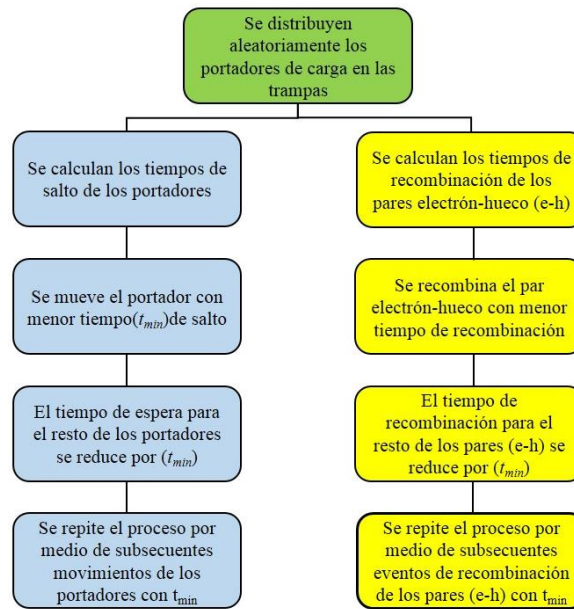 Se distribuyen
aleatoriamente los
portadores de carga en las
trampas
Se calculan los tiempos de
salto de los portadores
Se mueve el portador con
menor tiempo(tmin)de salto
El tiempo de espera para
el resto de los portadores
se reduce por (tmin)
Se repite el proceso por
medio de subsecuentes
movimientos de los
portadores con tmin
Se calculan los tiempos de
recombinación de los
pares electrón-hueco (e-h)
Se recombina el par
electrón-hueco con menor
tiempo de recombinación
El tiempo de
recombinación para el
resto de los pares (e-h) se
reduce por (tmin)
Se repite el proceso por
medio de subsecuentes
eventos de recombinación
de los pares (e-h) con tmin